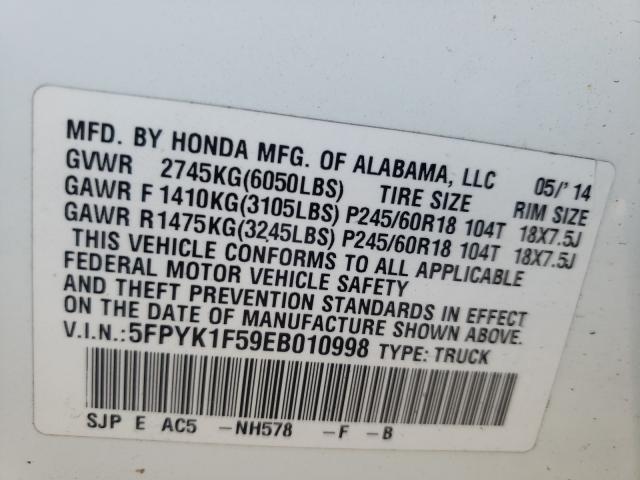 MFD. BY HONDA MFG. OF ALABAMA, LLC 05/'14
GVWR 2745KG(6050LBS) TIRE SIZE RIM SIZE
GAWR F 1410KG(3105LBS) P245/60R18 104T 18X7.5J
GAWR R1475KG(3245LBS) P245/60R18 104T 18X7.5J
THIS VEHICLE CONFORMS TO ALL APPLICABLE
FEDERAL MOTOR VEHICLE SAFETY
AND THEFT PREVENTION STANDARDS IN EFFECT
ON THE DATE OF MANUFACTURE SHOWN ABOVE.
V.I.N.:5FPYK1F59EB010998 TYPE: TRUCK
SJP E AC5 -NH578 -F -B